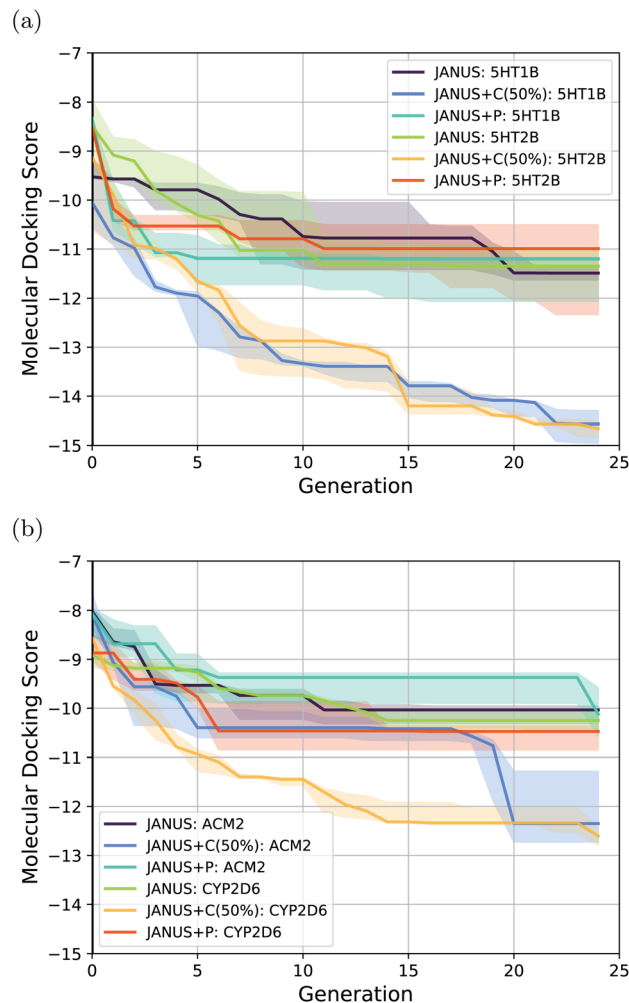 (a)
−7
−8
−9
−10
−11
−12
−13
−14
−15
Molecular Docking Score
JANUS: 5HT1B
JANUS+C(50%): 5HT1B
JANUS+P: 5HT1B
JANUS: 5HT2B
JANUS+C(50%): 5HT2B
JANUS+P: 5HT2B
0 5 10 15 20 25
Generation
(b)
−7
−8
−9
−10
−11
−12
−13
−14
−15
Molecular Docking Score
JANUS: ACM2
JANUS+C(50%): ACM2
JANUS+P: ACM2
JANUS: CYP2D6
JANUS+C(50%): CYP2D6
JANUS+P: CYP2D6
0 5 10 15 20 25
Generation